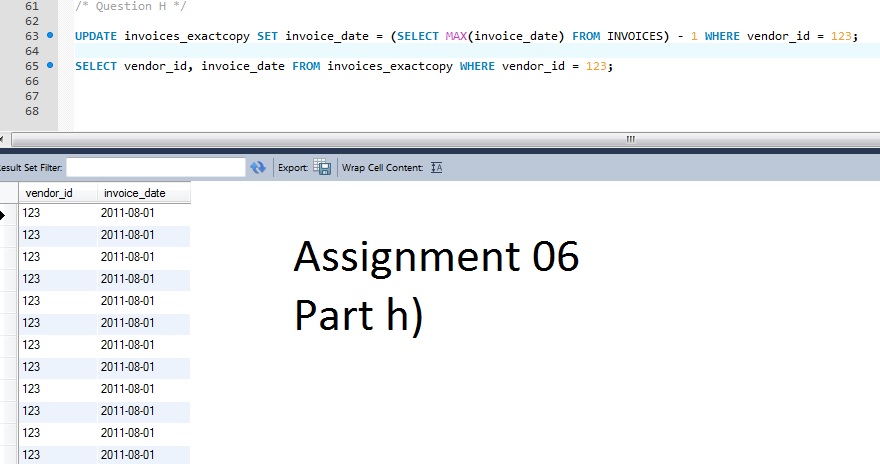 61 /* Question H */
62
63 UPDATE invoices_exactcopy SET invoice_date = (SELECT MAX(invoice_date) FROM INVOICES) - 1 WHERE vendor_id = 123;
64
65 SELECT vendor_id, invoice_date FROM invoices_exactcopy WHERE vendor_id = 123;
66
67
68
esult Set Filter: Export: Wrap Cell Content:
vendor_id invoice_date
123 2011-08-01
123 2011-08-01
123 2011-08-01
123 2011-08-01
123 2011-08-01
123 2011-08-01
123 2011-08-01
123 2011-08-01
123 2011-08-01
123 2011-08-01
123 2011-08-01
123 2011-08-01
Assignment 06
Part h)